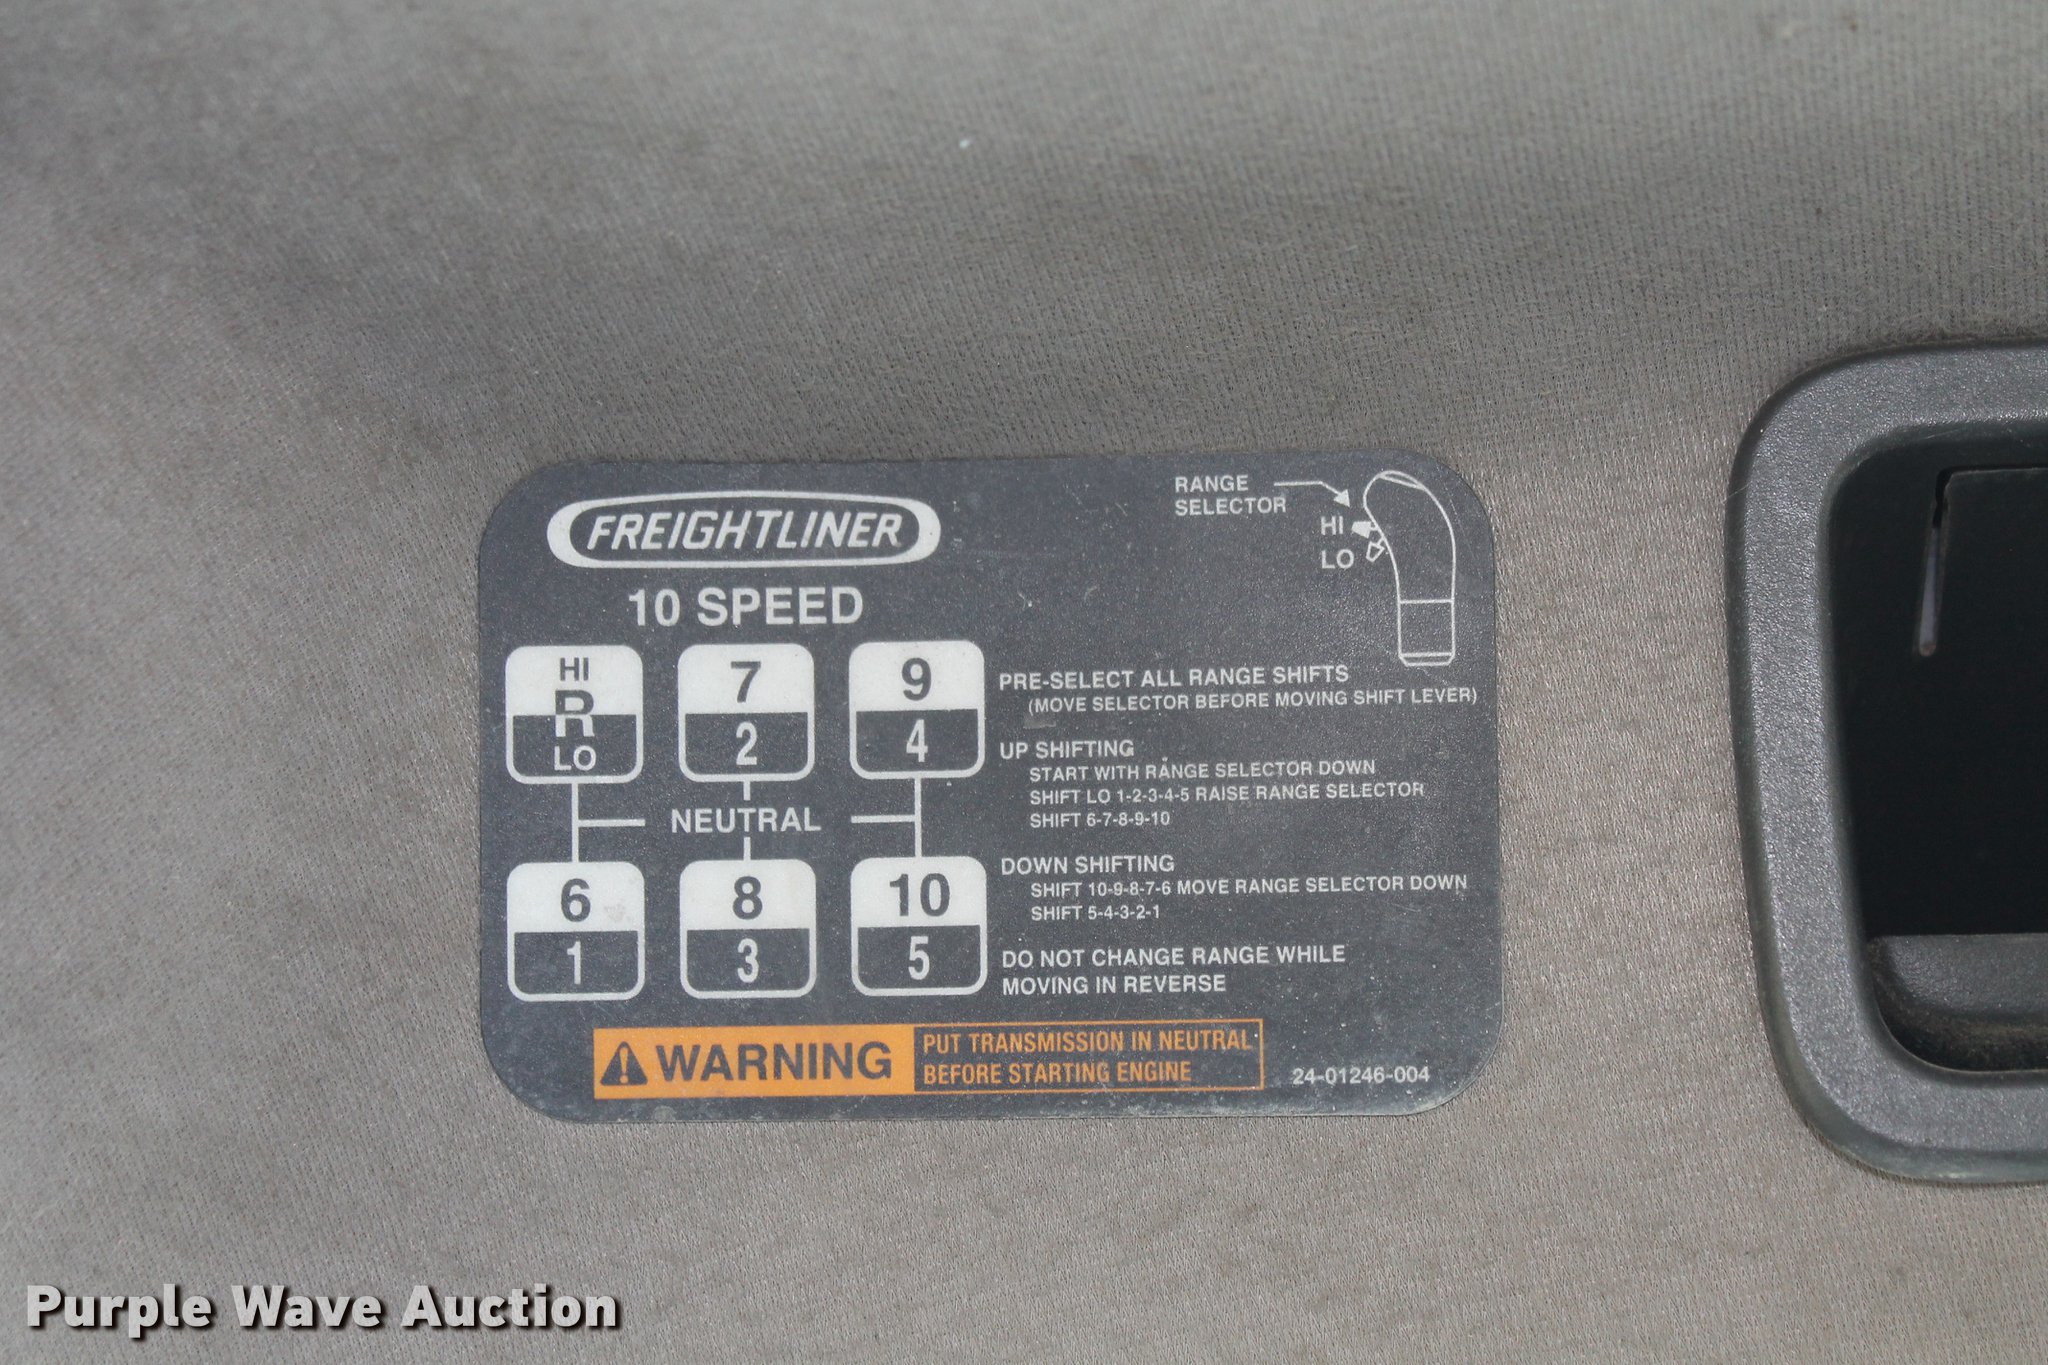 FREIGHTLINER
10 SPEED
RANGE
SELECTOR
HI
LO
HI
R
LO
7
2
9
4
NEUTRAL
6
1
8
3
10
5
PRE-SELECT ALL RANGE SHIFTS
(MOVE SELECTOR BEFORE MOVING SHIFT LEVER)
UP SHIFTING
START WITH RANGE SELECTOR DOWN
SHIFT LO 1-2-3-4-5 RAISE RANGE SELECTOR
SHIFT 6-7-8-9-10
DOWN SHIFTING
SHIFT 10-9-8-7-6 MOVE RANGE SELECTOR DOWN
SHIFT 5-4-3-2-1
DO NOT CHANGE RANGE WHILE
MOVING IN REVERSE
WARNING
PUT TRANSMISSION IN NEUTRAL
BEFORE STARTING ENGINE
24-01246-004
Purple Wave Auction